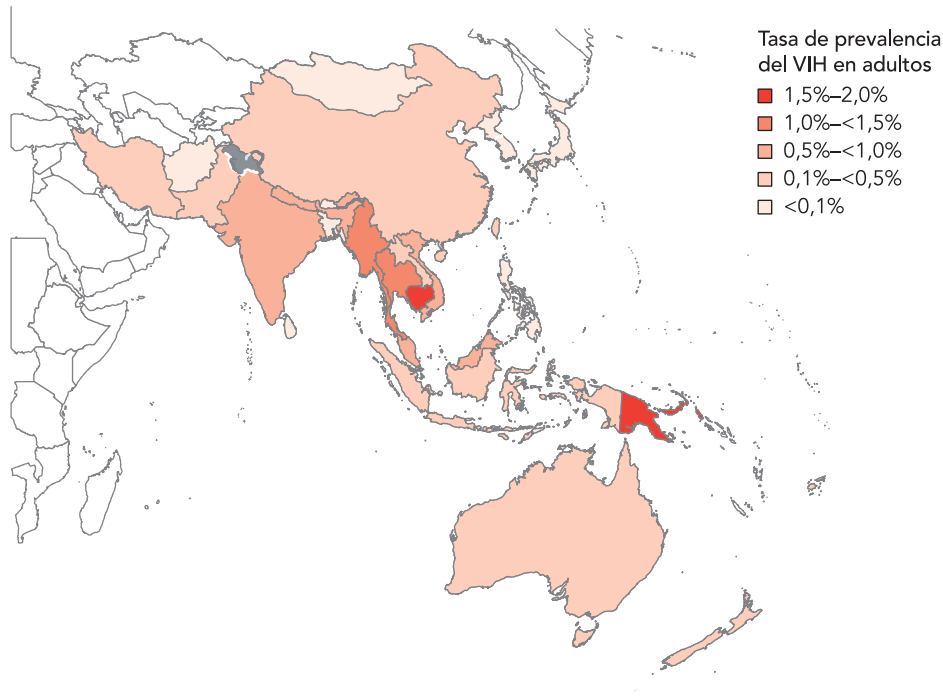 Tasa de prevalencia
del VIH en adultos
1,5%–2,0%
1,0%–<1,5%
0,5%–<1,0%
0,1%–<0,5%
<0,1%